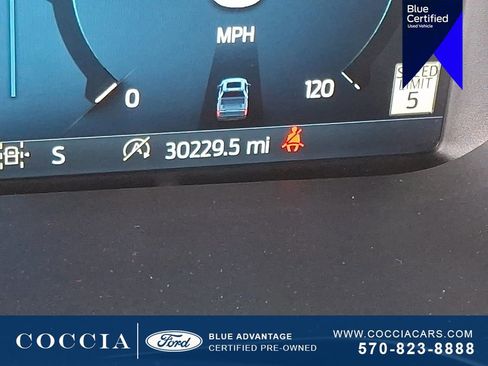 Blue
Certified
Used Vehicle
MPH
0
120
SPEED
LIMIT
5
S
A
30229.5 mi
COCCIA
Ford
BLUE ADVANTAGE
CERTIFIED PRE-OWNED
WWW.COCCIACARS.COM
570-823-8888